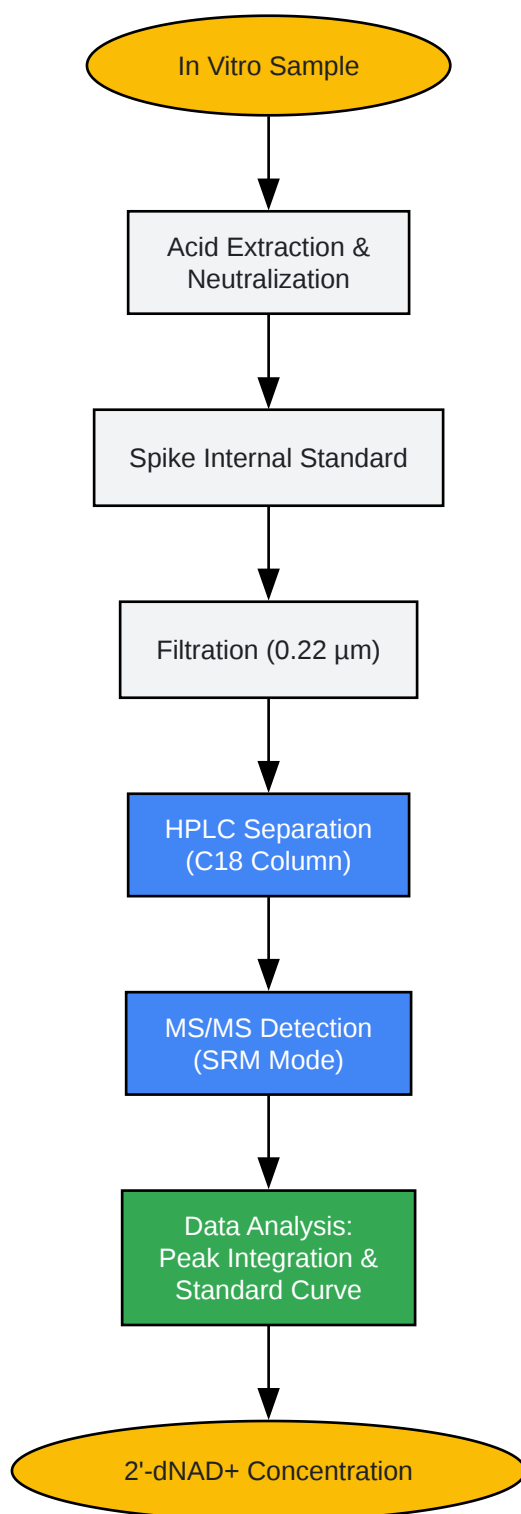 In Vitro Sample
Acid Extraction &
Neutralization
Spike Internal Standard
Filtration (0.22 µm)
HPLC Separation
(C18 Column)
MS/MS Detection
(SRM Mode)
Data Analysis:
Peak Integration &
Standard Curve
2'-dNAD+ Concentration